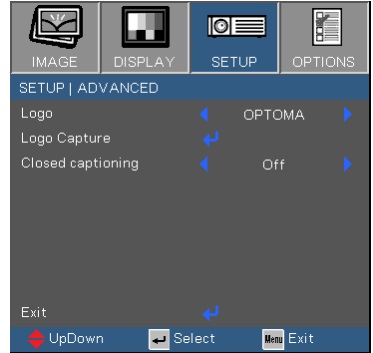 IMAGE DISPLAY SETUP OPTIONS
SETUP | ADVANCED
Logo OPTOMA
Logo Capture
Closed captioning Off
Exit
UpDown Select Menu Exit